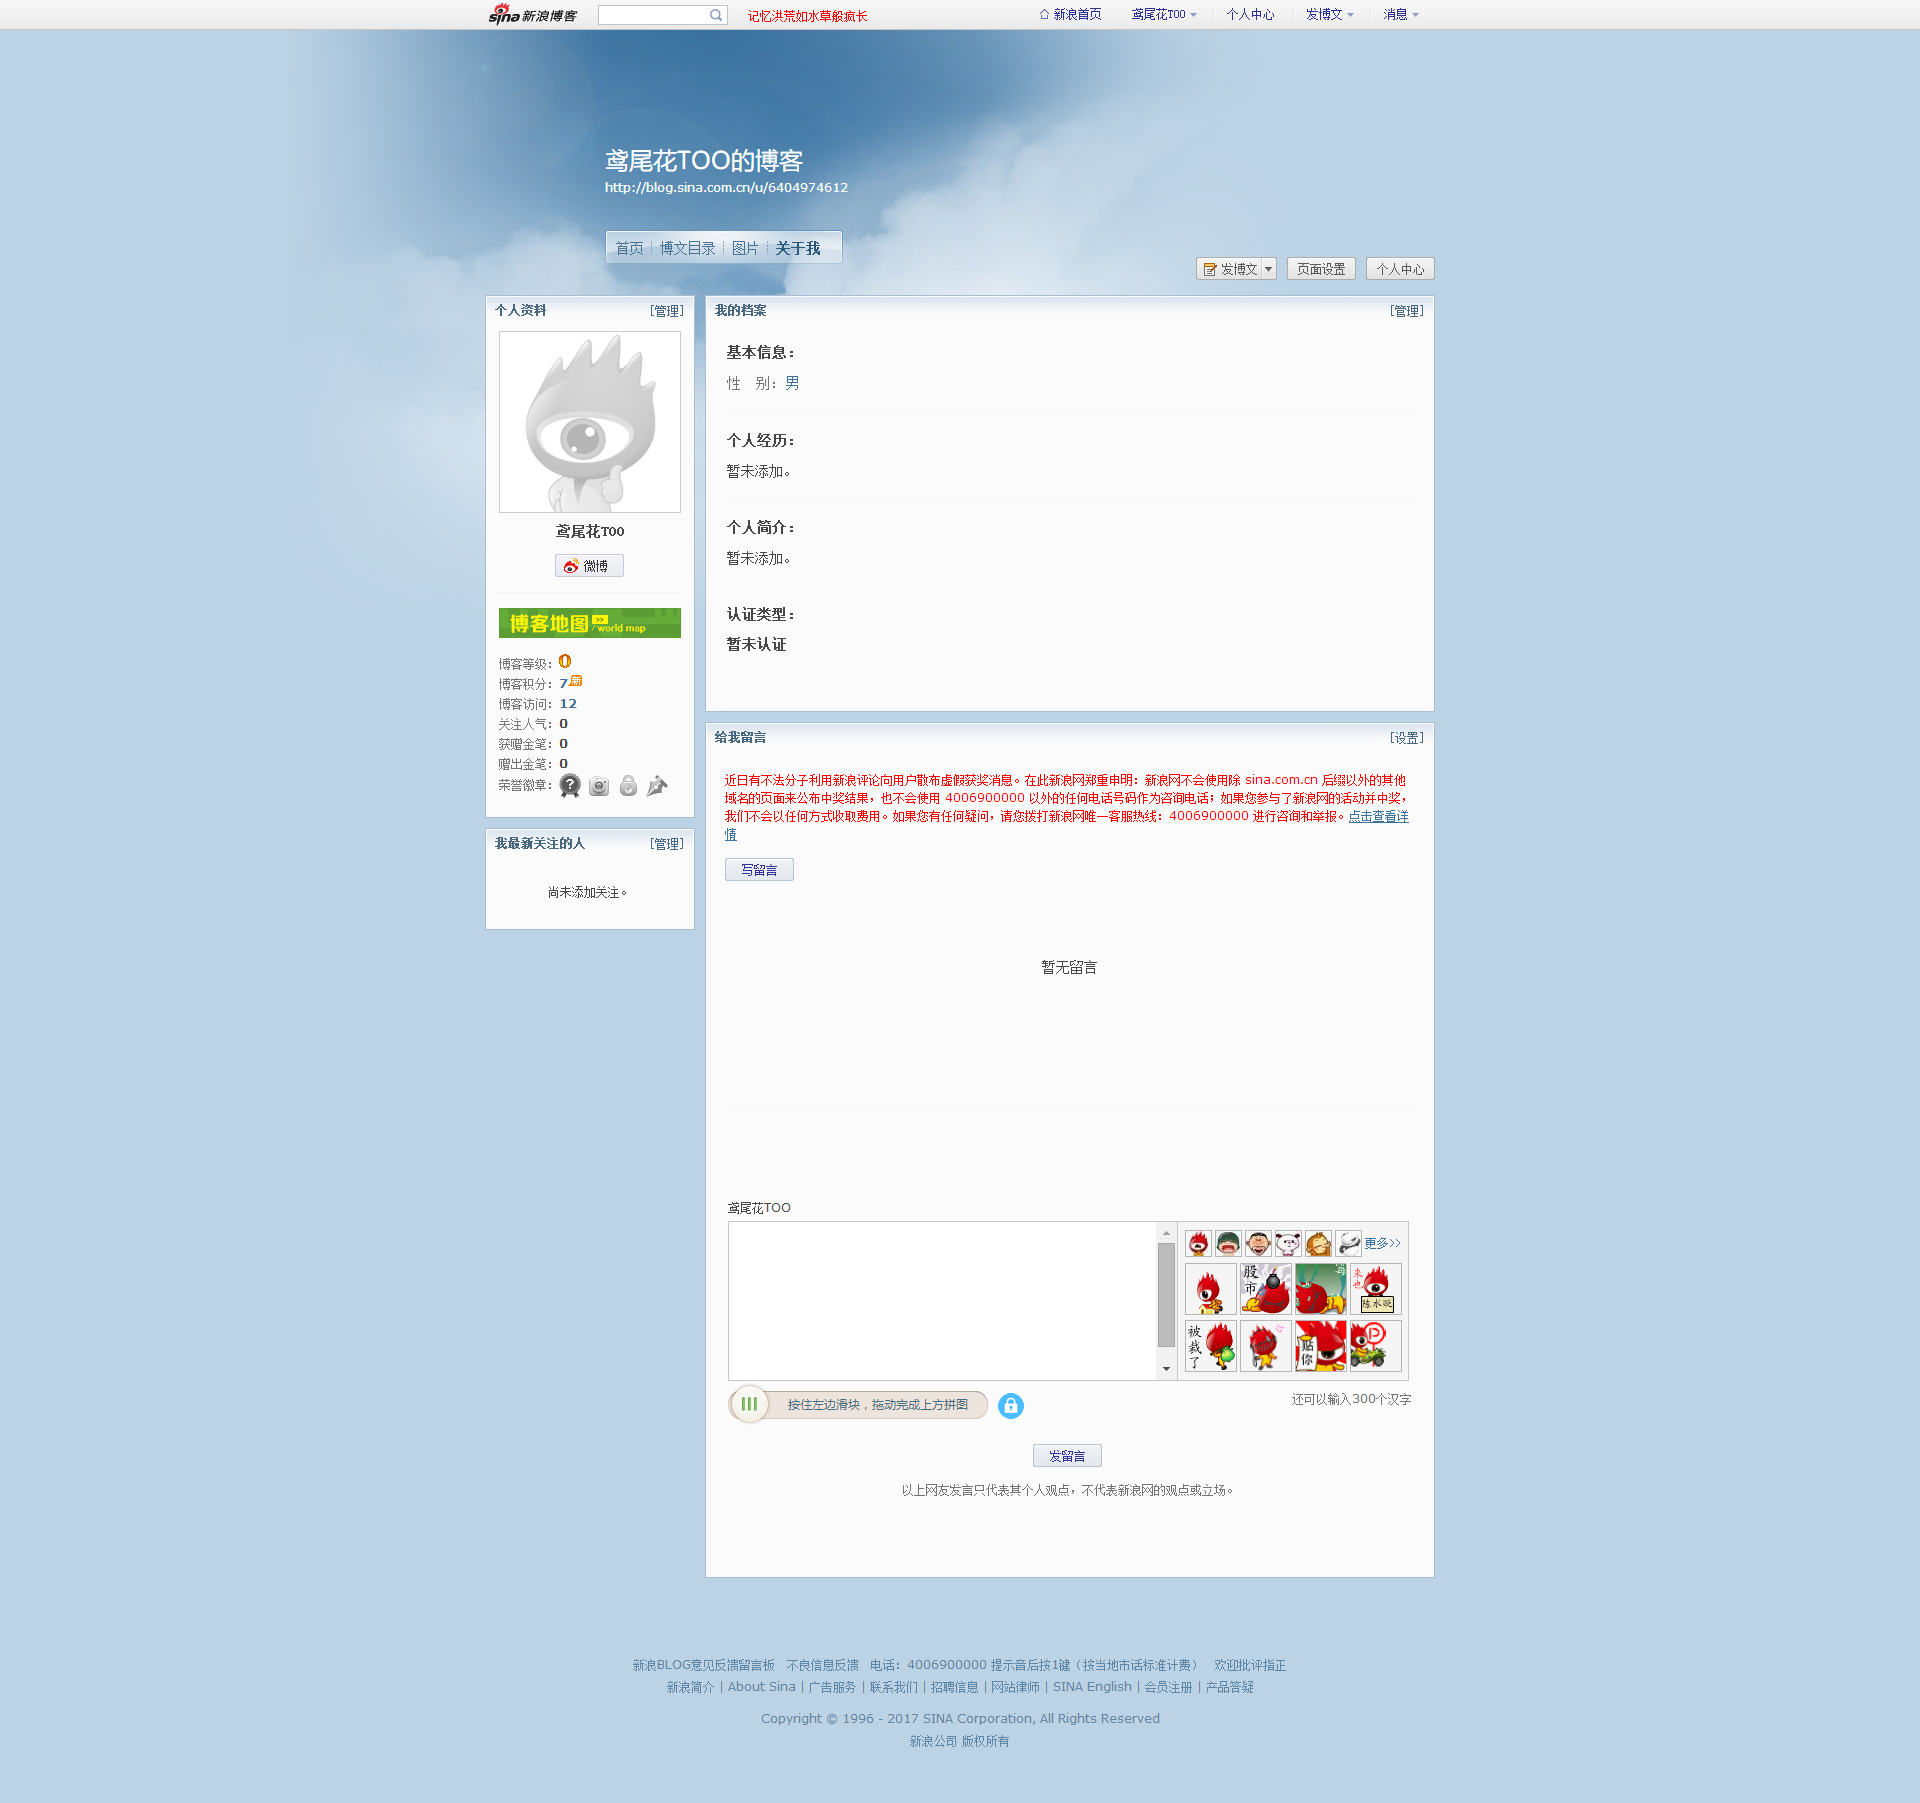 sina 新浪博客
记忆洪荒如水草般疯长
新浪首页 鸢尾花TOO 个人中心 发博文 消息
鸢尾花TOO的博客
http://blog.sina.com.cn/u/6404974612
首页 博文目录 图片 关于我
发博文 页面设置 个人中心
个人资料 [管理]
鸢尾花TOO
微博
博客地图 >> / world map
博客等级：0
博客积分：7 新
博客访问：12
关注人气：0
获赠金笔：0
赠出金笔：0
荣誉徽章： ?
我最新关注的人 [管理]
尚未添加关注。
我的档案 [管理]
基本信息：
性 别：男
个人经历：
暂未添加。
个人简介：
暂未添加。
认证类型：
暂未认证
给我留言 [设置]
近日有不法分子利用新浪评论向用户散布虚假获奖消息。在此新浪网郑重申明：新浪网不会使用除 sina.com.cn 后缀以外的其他
域名的页面来公布中奖结果，也不会使用 4006900000 以外的任何电话号码作为咨询电话；如果您参与了新浪网的活动并中奖，
我们不会以任何方式收取费用。如果您有任何疑问，请您拨打新浪网唯一客服热线：4006900000 进行咨询和举报。点击查看详
情
写留言
暂无留言
鸢尾花TOO
更多>>
股市
来也
被裁了
贴你
P
按住左边滑块，拖动完成上方拼图
还可以输入300个汉字
发留言
以上网友发言只代表其个人观点，不代表新浪网的观点或立场。
新浪BLOG意见反馈留言板 不良信息反馈 电话：4006900000 提示音后按1键（按当地市话标准计费） 欢迎批评指正
新浪简介 | About Sina | 广告服务 | 联系我们 | 招聘信息 | 网站律师 | SINA English | 会员注册 | 产品答疑
Copyright © 1996 - 2017 SINA Corporation, All Rights Reserved
新浪公司 版权所有